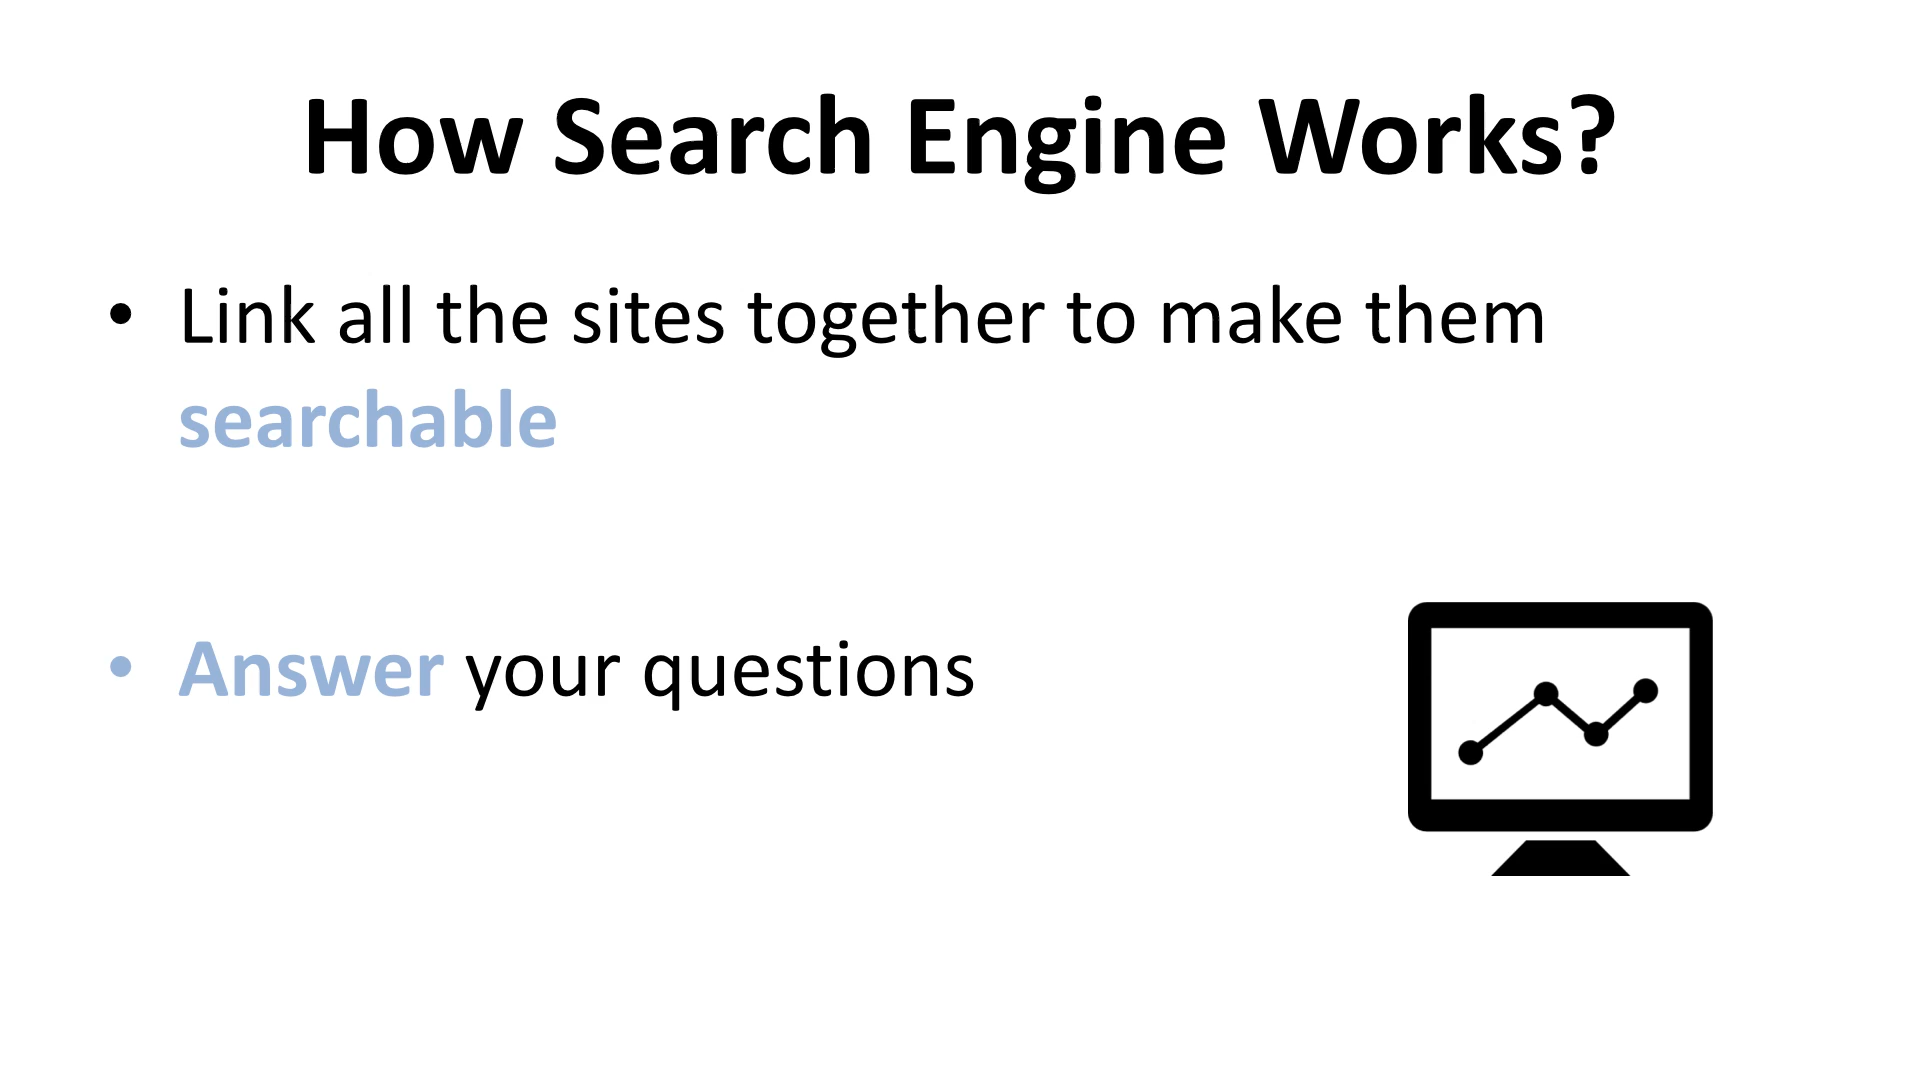 How Search Engine Works?
• Link all the sites together to make them
searchable
• Answer your questions